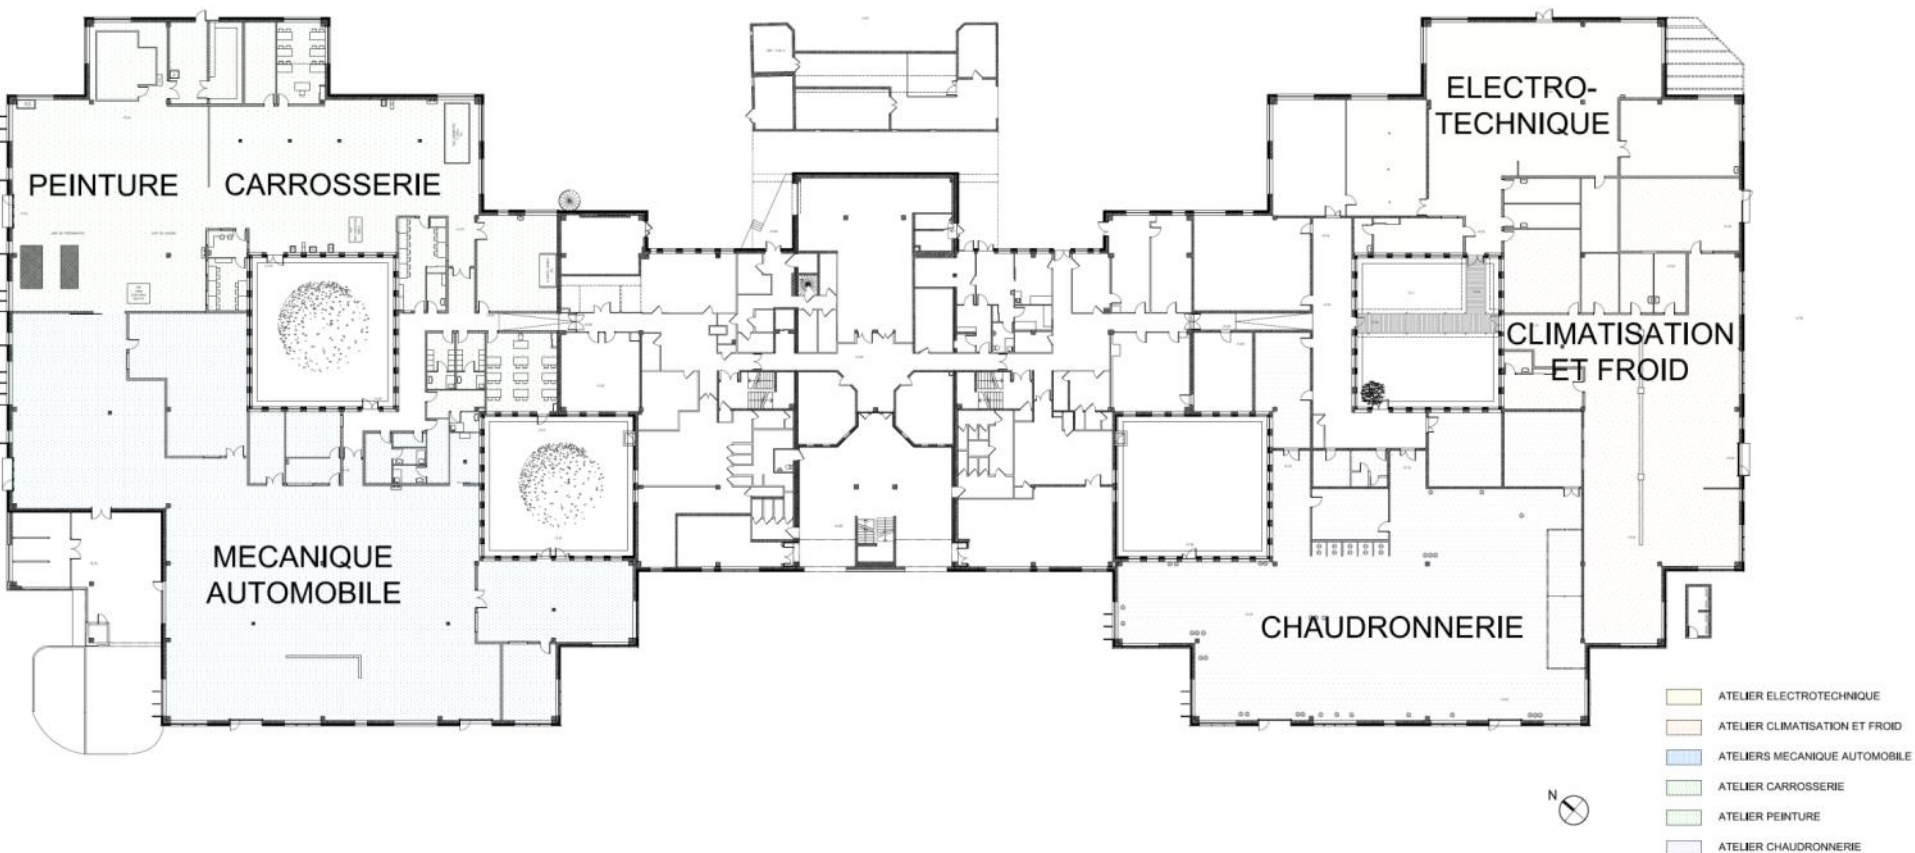 ELECTRO-
TECHNIQUE
PEINTURE
CARROSSERIE
CLIMATISATION
ET FROID
MECANIQUE
AUTOMOBILE
CHAUDRONNERIE
ATELIER ELECTROTECHNIQUE
ATELIER CLIMATISATION ET FROID
ATELIERS MECANIQUE AUTOMOBILE
ATELIER CARROSSERIE
ATELIER PEINTURE
ATELIER CHAUDRONNERIE
N